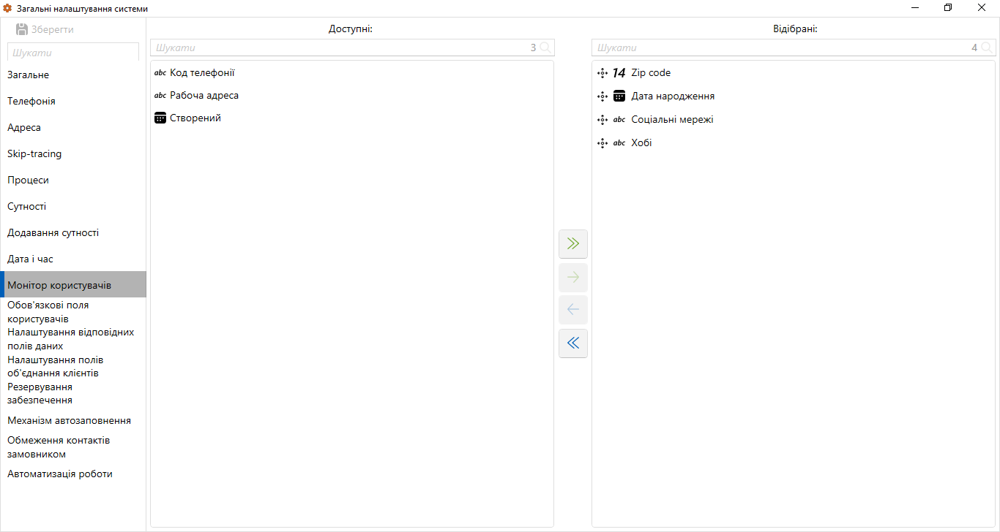 Загальні налаштування системи
Зберегти
Шукати
Загальне
Телефонія
Адреса
Skip-tracing
Процеси
Сутності
Додавання сутності
Дата і час
Монітор користувачів
Обов'язкові поля
користувачів
Налаштування відповідних
полів даних
Налаштування полів
об'єднання клієнтів
Резервування
забезпечення
Механізм автозаповнення
Обмеження контактів
замовником
Автоматизація роботи
Доступні:
Шукати 3
abc Код телефонії
abc Рабоча адреса
Створений
Відібрані:
Шукати 4
14 Zip code
Дата народження
abc Соціальні мережі
abc Хобі